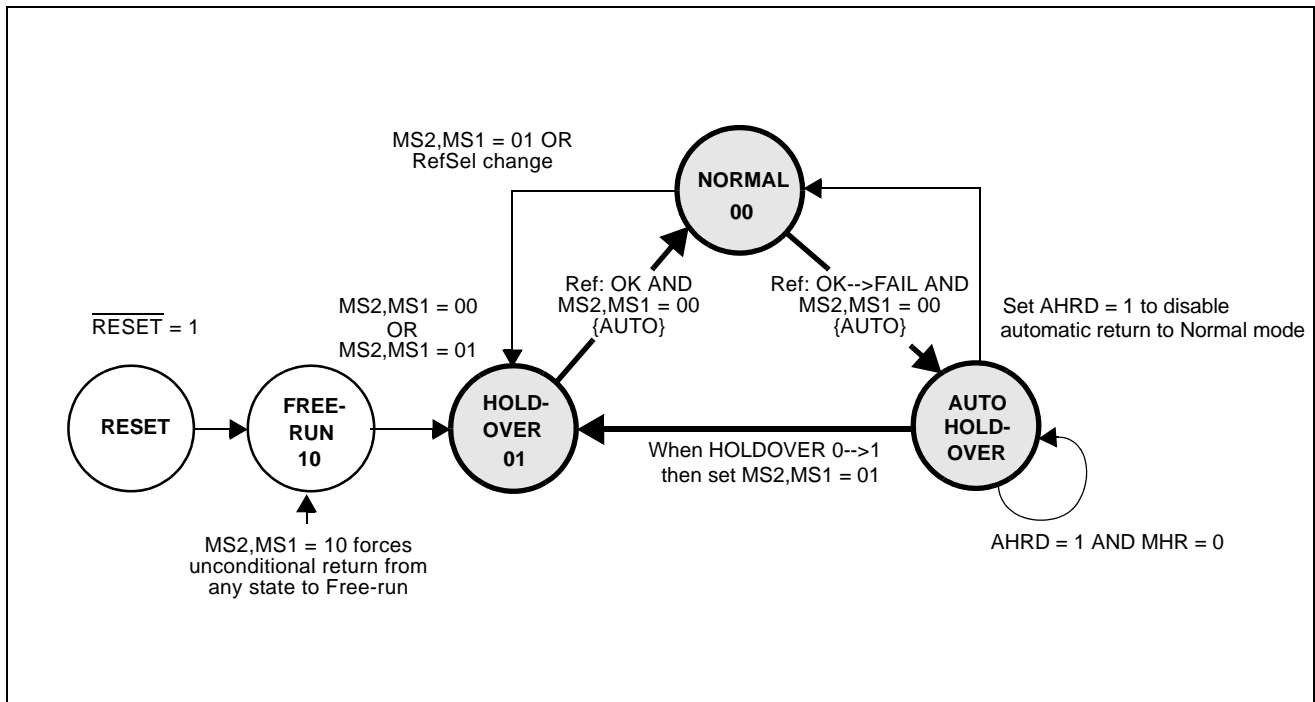 MS2,MS1 = 01 OR
RefSel change
NORMAL
00
Ref: OK AND
MS2,MS1 = 00
{AUTO}
Ref: OK-->FAIL AND
MS2,MS1 = 00
{AUTO}
Set AHRD = 1 to disable
automatic return to Normal mode
RESET = 1
MS2,MS1 = 00
OR
MS2,MS1 = 01
RESET
FREE-
RUN
10
HOLD-
OVER
01
AUTO
HOLD-
OVER
When HOLDOVER 0-->1
then set MS2,MS1 = 01
MS2,MS1 = 10 forces
unconditional return from
any state to Free-run
AHRD = 1 AND MHR = 0